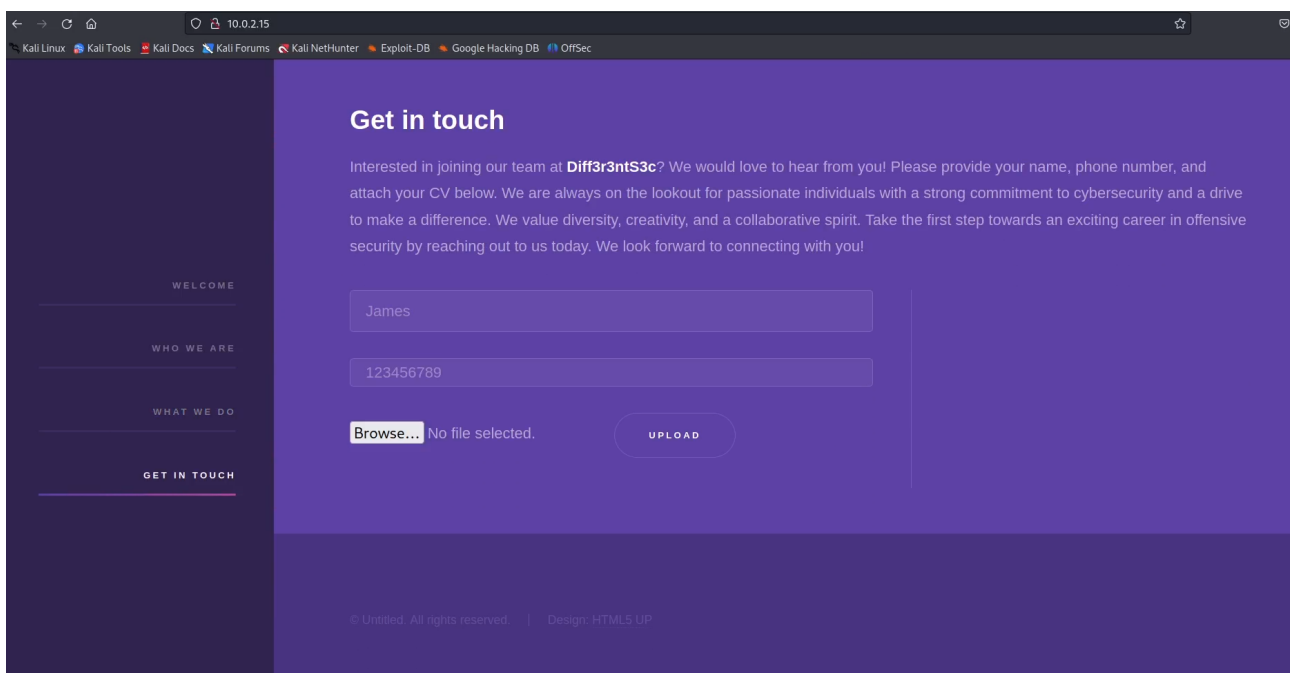 10.0.2.15
Kali Linux Kali Tools Kali Docs Kali Forums Kali NetHunter Exploit-DB Google Hacking DB OffSec
WELCOME
WHO WE ARE
WHAT WE DO
GET IN TOUCH
Get in touch
Interested in joining our team at Diff3r3ntS3c? We would love to hear from you! Please provide your name, phone number, and
attach your CV below. We are always on the lookout for passionate individuals with a strong commitment to cybersecurity and a drive
to make a difference. We value diversity, creativity, and a collaborative spirit. Take the first step towards an exciting career in offensive
security by reaching out to us today. We look forward to connecting with you!
James
123456789
Browse... No file selected.
UPLOAD
© Untitled. All rights reserved. | Design: HTML5 UP